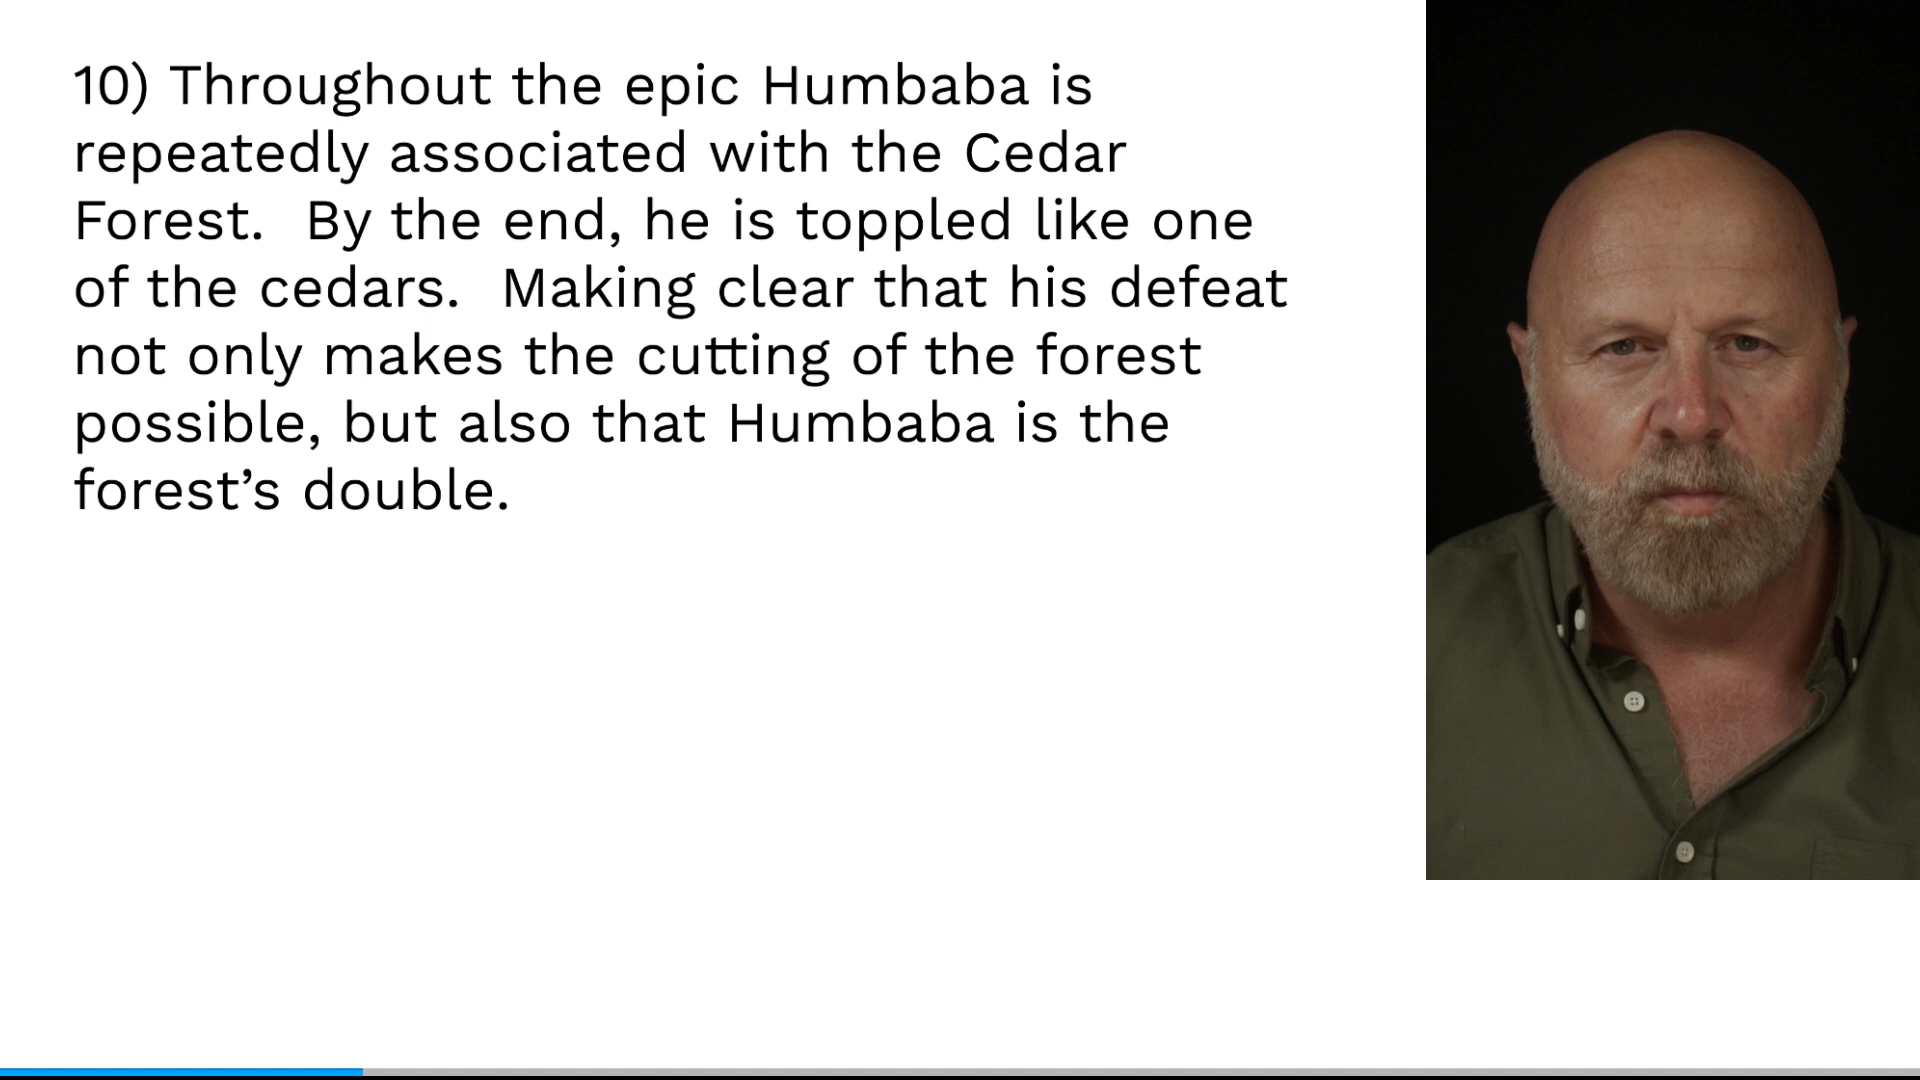 10) Throughout the epic Humbaba is
repeatedly associated with the Cedar
Forest.  By the end, he is toppled like one
of the cedars.  Making clear that his defeat
not only makes the cutting of the forest
possible, but also that Humbaba is the
forest’s double.